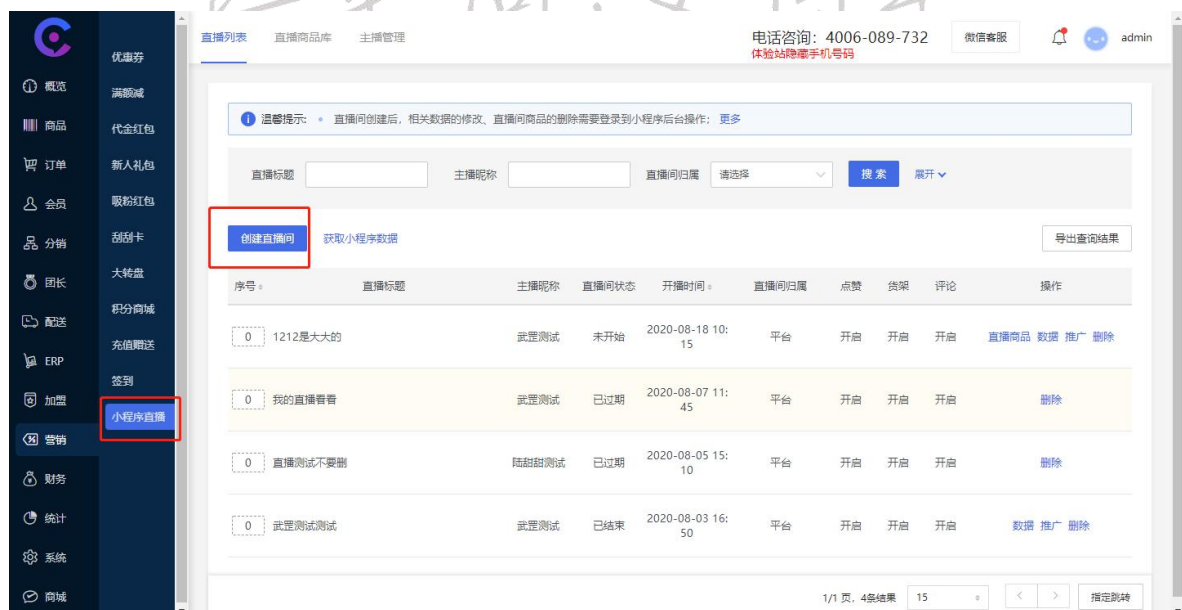 直播列表 直播商品库 主播管理 电话咨询：4006-089-732 微信客服 admin
体验站隐藏手机号码
概览
商品
订单
会员
分销
团长
配送
ERP
加盟
营销
财务
统计
系统
商城
优惠券
满额减
代金红包
新人礼包
吸粉红包
刮刮卡
大转盘
积分商城
充值赠送
签到
小程序直播
温馨提示: 直播间创建后，相关数据的修改、直播间商品的删除需要登录到小程序后台操作； 更多
直播标题 主播昵称 直播间归属 请选择 搜索 展开
创建直播间 获取小程序数据 导出查询结果
序号 直播标题 主播昵称 直播间状态 开播时间 直播间归属 点赞 货架 评论 操作
0 1212是大大的 武罡测试 未开始 2020-08-18 10:
15 平台 开启 开启 开启 直播商品 数据 推广 删除
0 我的直播看看 武罡测试 已过期 2020-08-07 11:
45 平台 开启 开启 开启 删除
0 直播测试不要删 陆甜甜测试 已过期 2020-08-05 15:
10 平台 开启 开启 开启 删除
0 武罡测试测试 武罡测试 已结束 2020-08-03 16:
50 平台 开启 开启 开启 数据 推广 删除
1/1 页，4条结果 15 指定跳转